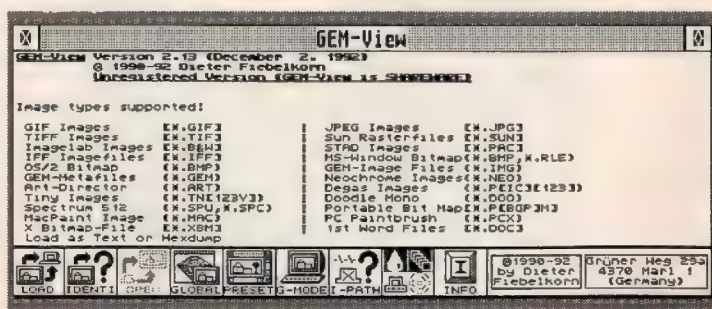 GEM-View
GEM-View Version 2.13 (December 2. 1992)
@ 1990-92 Dieter Fiebelkorn
Unregistered Version (GEM-View is SHAREWARE)
Image types supported:
GIF Images [*.GIF] | JPEG Images [*.JPG]
TIFF Images [*.TIF] | Sun Rasterfiles [*.SUN]
Imagelab Images [*.B&W] | STAD Images [*.PAC]
IFF Imagefiles [*.IFF] | MS-Window Bitmap(*.BMP,*.RLE)
OS/2 Bitmap (*.BMP) | GEM-Image Files (*.IMG)
GEM-Metafiles (*.GEM) | Neochrome Images(*.NEO)
Art-Director (*.ART) | Degas Images (*.P[IC][123])
Tiny Images (*.TN[123Y]) | Doodle Mono (*.DOO)
Spectrum 512 (*.SPU,*.SPC) | Portable Bit Map[*.P[BGP]M]
MacPaint Image [*.MAC] | PC Paintbrush [*.PCX]
X Bitmap-File [*.XBM] | 1st Word Files [*.DOC]
Load as Text or Hexdump
LOAD IDENTI OPEN GLOBAL PRESET G-MODE I-PATH INFO
@1990-92
by Dieter
Fiebelkorn
Grüner Weg 29a
4370 Marl 1
(Germany)